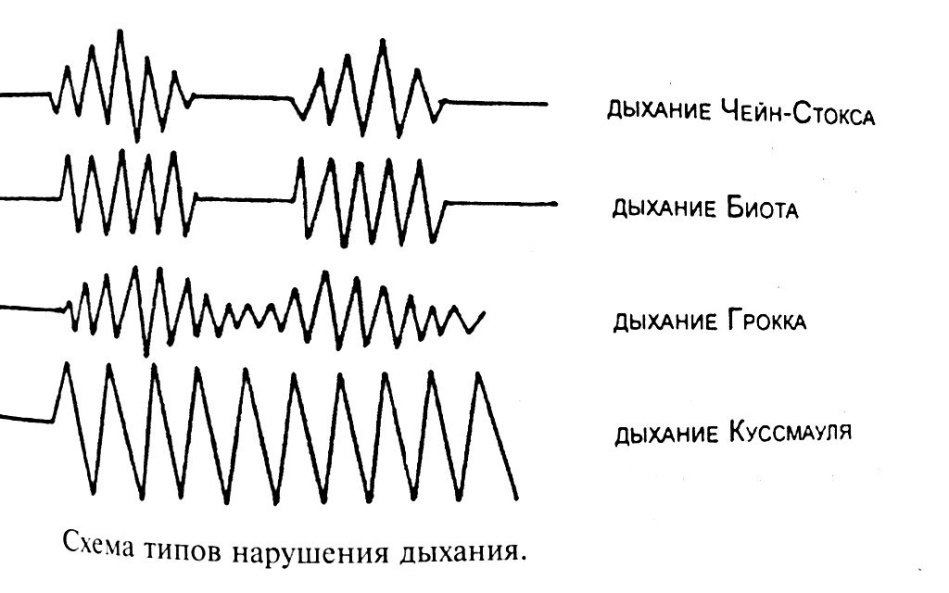 дыхание Чейн-Стокса
дыхание Биота
дыхание Грокка
дыхание Куссмауля
Схема типов нарушения дыхания.